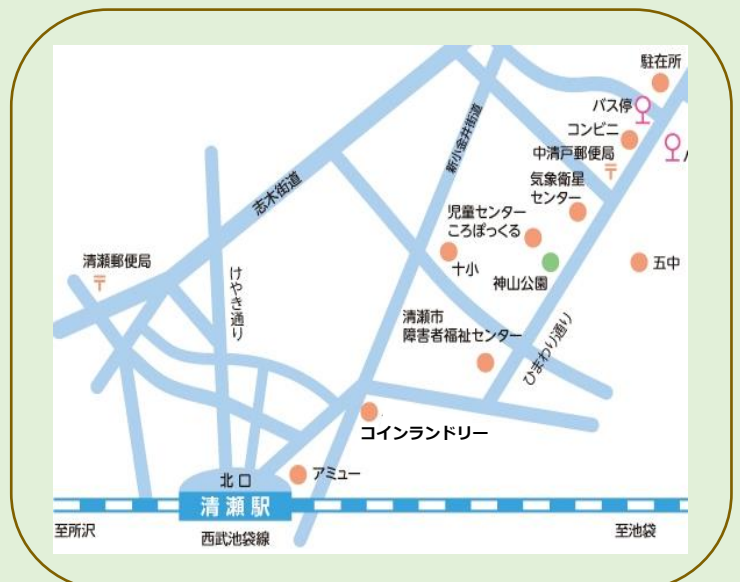 駐在所
バス停
コンビニ
中清戸郵便局
〒
気象衛星
センター
新小金井街道
志木街道
児童センター
ころぽっくる
十小
神山公園
五中
清瀬郵便局
〒
けやき通り
清瀬市
障害者福祉センター
ひまわり通り
コインランドリー
アミュー
北口
清瀬駅
至所沢
西武池袋線
至池袋